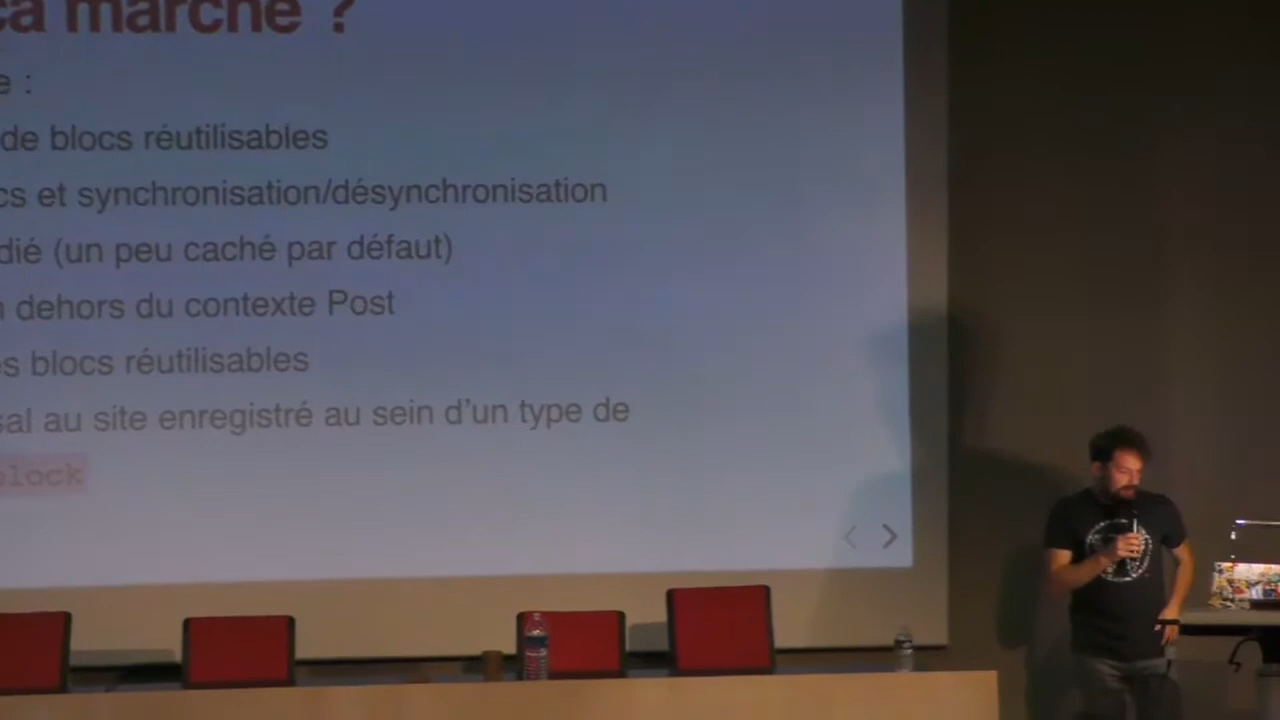 ça marche ?
e :
de blocs réutilisables
cs et synchronisation/désynchronisation
dié (un peu caché par défaut)
dehors du contexte Post
s blocs réutilisables
sal au site enregistré au sein d'un type de
block